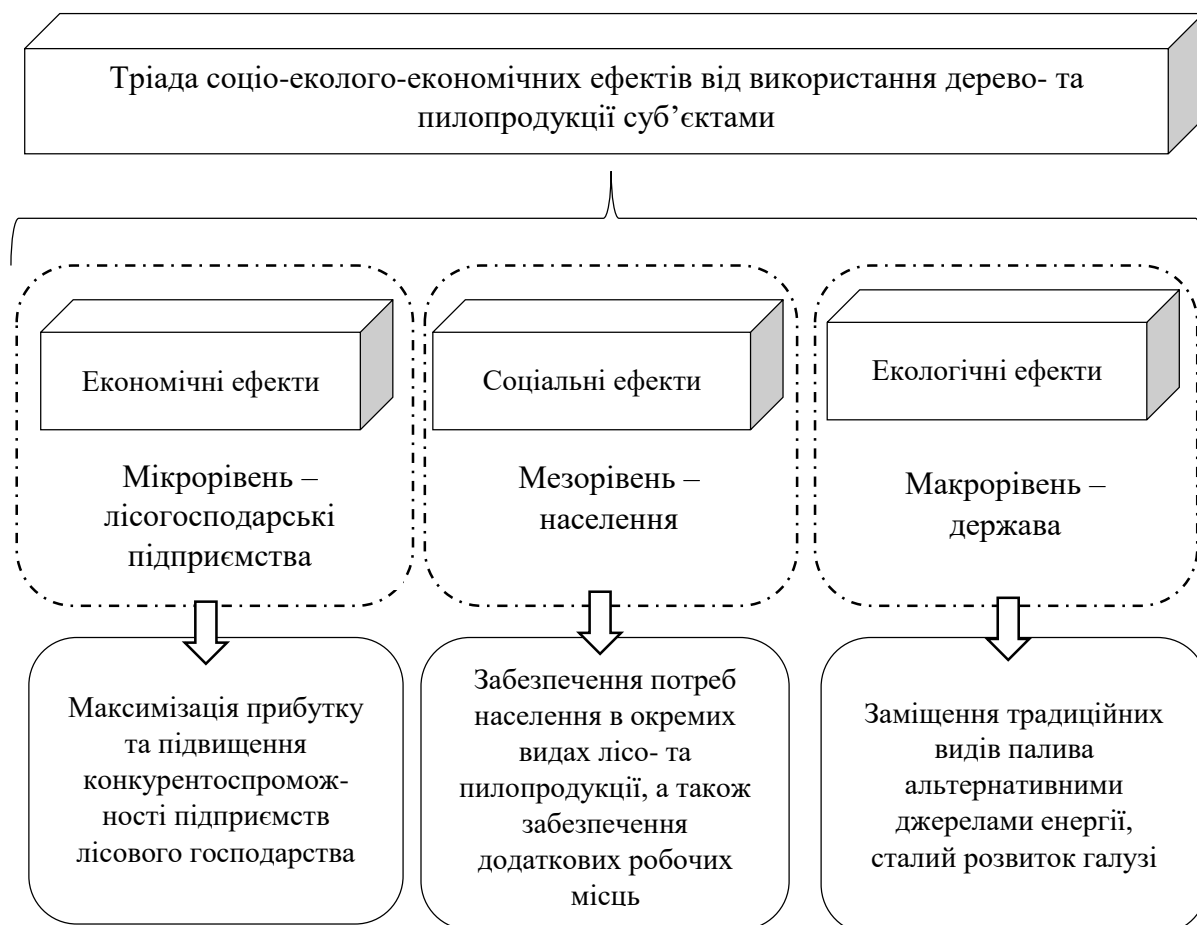 Тріада соціо-еколого-економічних ефектів від використання дерево- та
пилопродукції суб’єктами
Економічні ефекти
Мікрорівень –
лісогосподарські
підприємства
Максимізація прибутку
та підвищення
конкурентоспромож-
ності підприємств
лісового господарства
Соціальні ефекти
Мезорівень –
населення
Забезпечення потреб
населення в окремих
видах лісо- та
пилопродукції, а також
забезпечення
додаткових робочих
місць
Екологічні ефекти
Макрорівень –
держава
Заміщення традиційних
видів палива
альтернативними
джерелами енергії,
сталий розвиток галузі